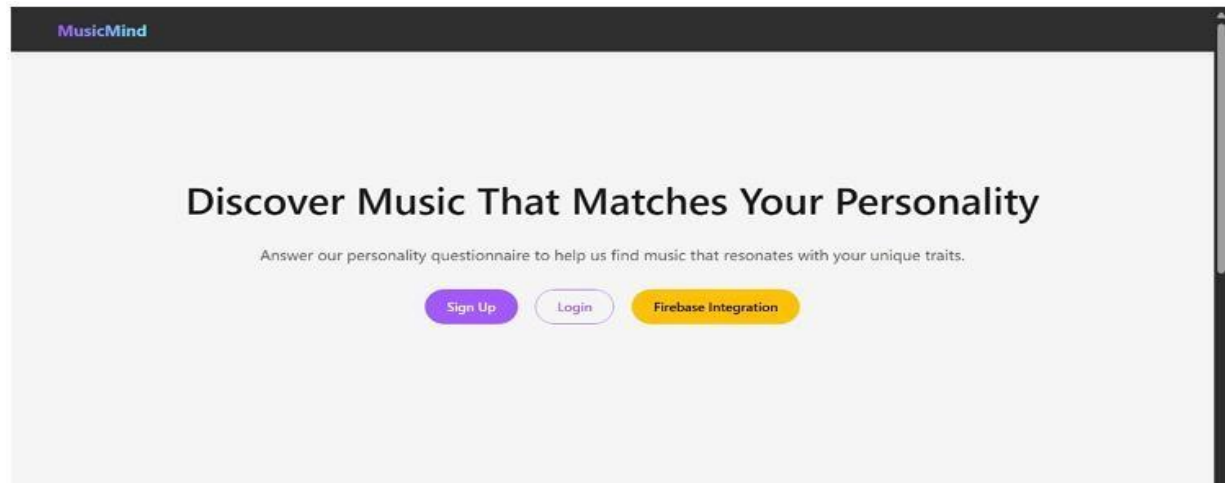 MusicMind
Discover Music That Matches Your Personality
Answer our personality questionnaire to help us find music that resonates with your unique traits.
Sign Up Login Firebase Integration